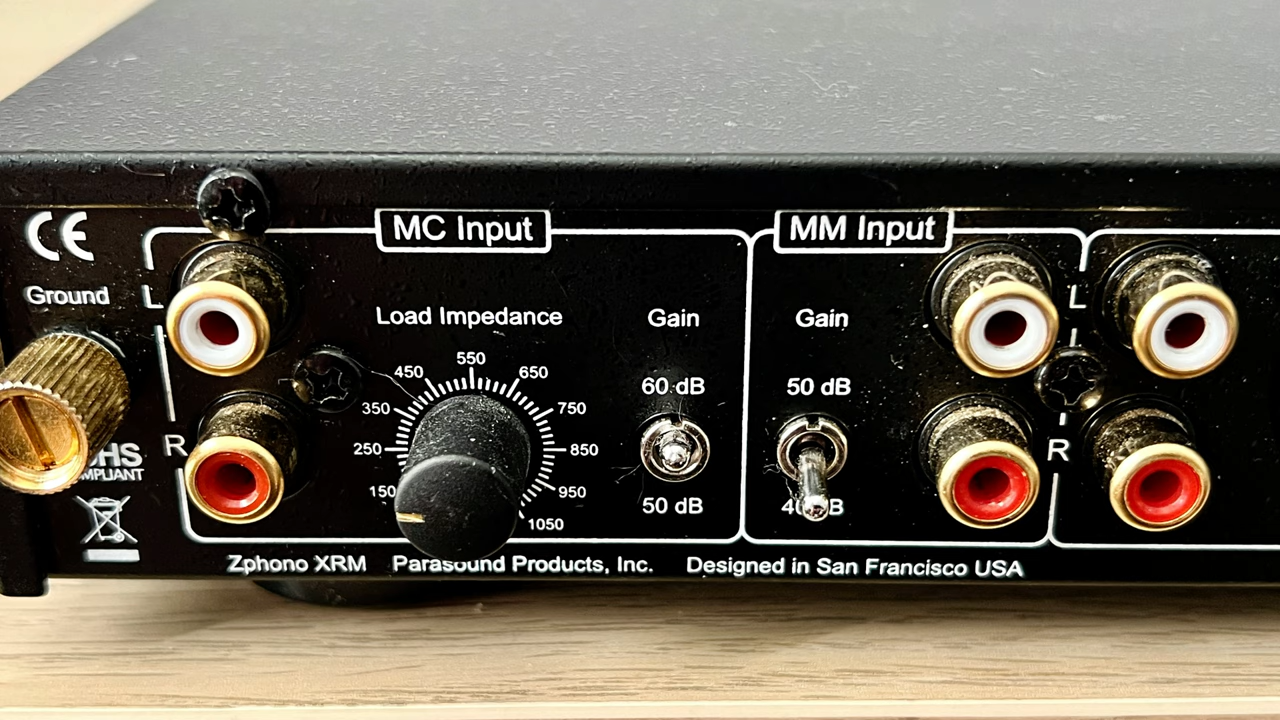 CE
MC Input
MM Input
Ground
L
L
Load Impedance
Gain
Gain
550
450
650
60 dB
50 dB
350
750
R
250
850
R
COMPLIANT
150
950
50 dB
1050
Zphono XRM Parasound Products, Inc. Designed in San Francisco USA